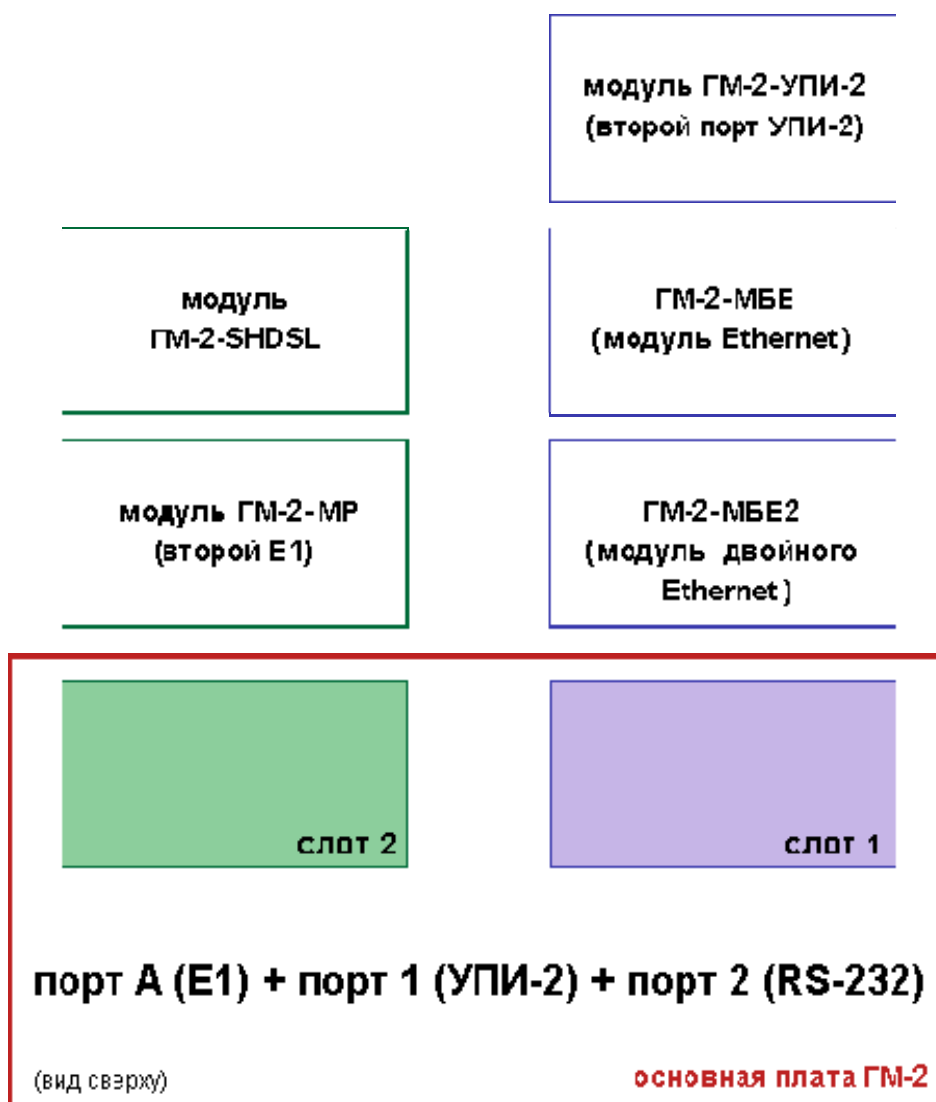 модуль ГМ-2-УПИ-2
(второй порт УПИ-2)
модуль
ГМ-2-SHDSL
ГМ-2-МБЕ
(модуль Ethernet)
модуль ГМ-2-МР
(второй Е1)
ГМ-2-МБЕ2
(модуль двойного
Ethernet)
слот 2
слот 1
порт А (Е1) + порт 1 (УПИ-2) + порт 2 (RS-232)
(вид сверху)
основная плата ГМ-2